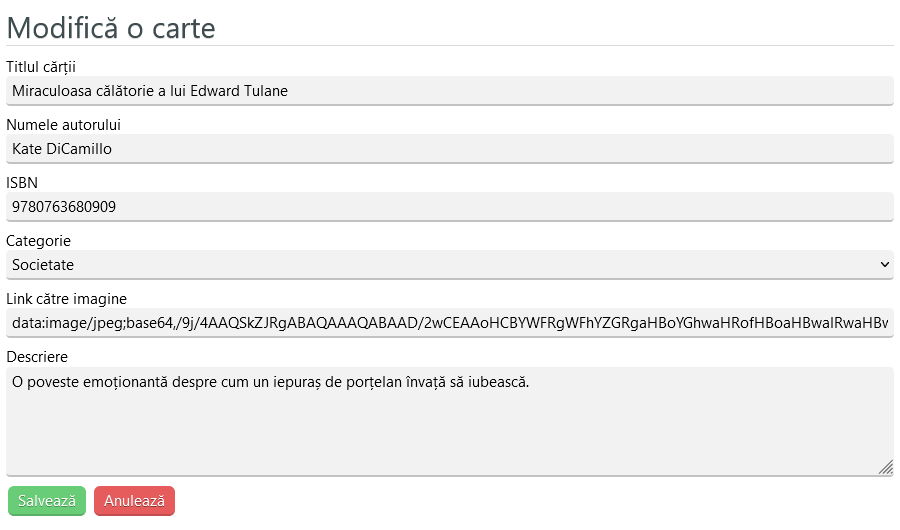 Modifică o carte
Titlul cărții
Miraculoasa călătorie a lui Edward Tulane
Numele autorului
Kate DiCamillo
ISBN
9780763680909
Categorie
Societate
Link către imagine
data:image/jpeg;base64,/9j/4AAQSkZJRgABAQAAAQABAAD/2wCEAAoHCBYWFRgWFhYZGRgaHBoYGhwaHRofHBoaHBwaIRwaHBw
Descriere
O poveste emoționantă despre cum un iepuraș de porțelan învață să iubească.
Salvează Anulează